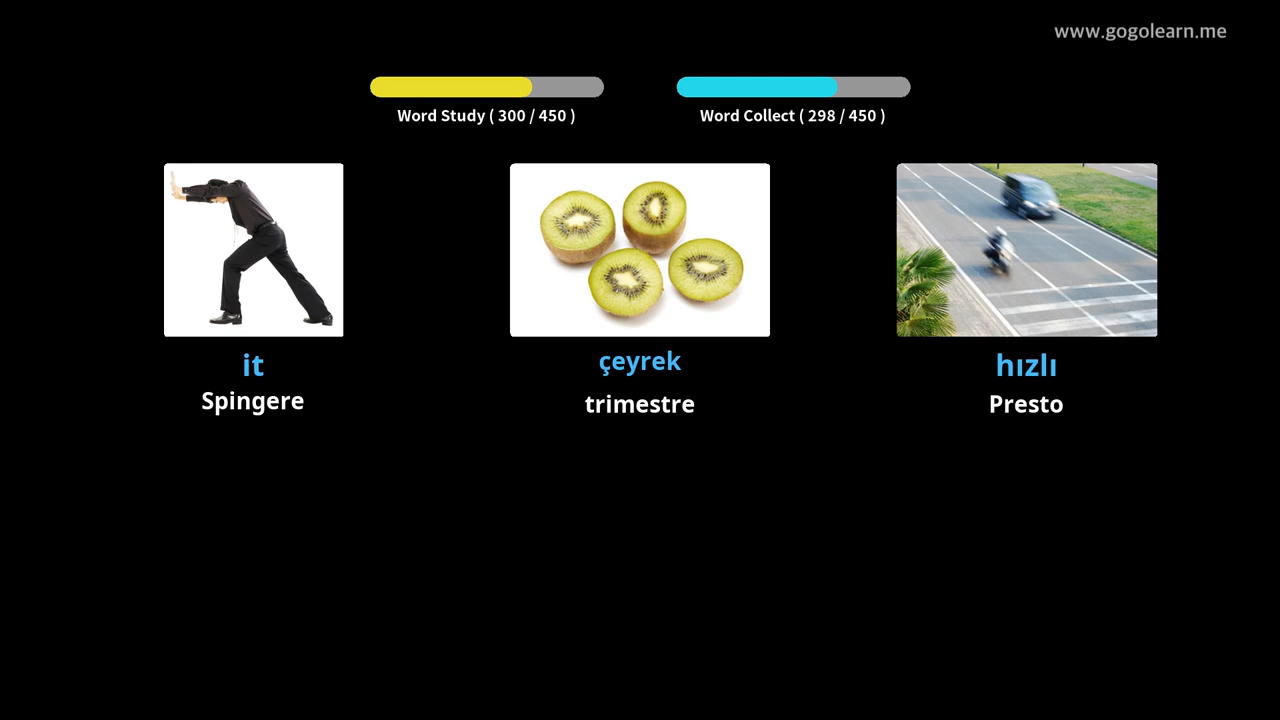 www.gogolearn.me
Word Study ( 300 / 450 )
Word Collect ( 298 / 450 )
it
Spingere
çeyrek
trimestre
hızlı
Presto